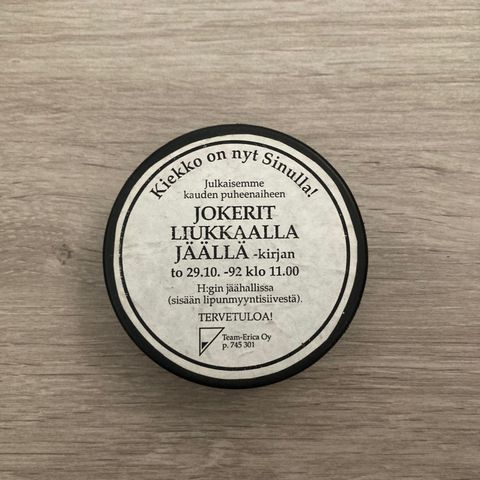 Kiekko on nyt Sinulla!
Julkaisemme
kauden puheenaiheen
JOKERIT
LIUKKAALLA
JÄÄLLÄ -kirjan
to 29.10. -92 klo 11.00
H:gin jäähallissa
(sisään lipunmyyntisiivestä).
TERVETULOA!
Team-Erica Oy
p. 745 301